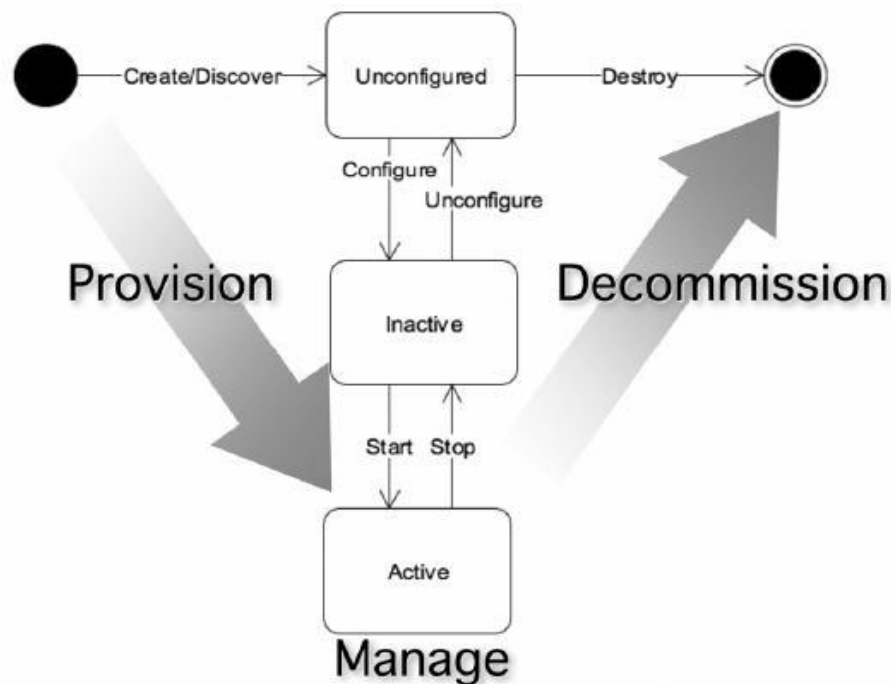 Create/Discover
Unconfigured
Destroy
Configure
Unconfigure
Provision
Decommission
Inactive
Start
Stop
Active
Manage